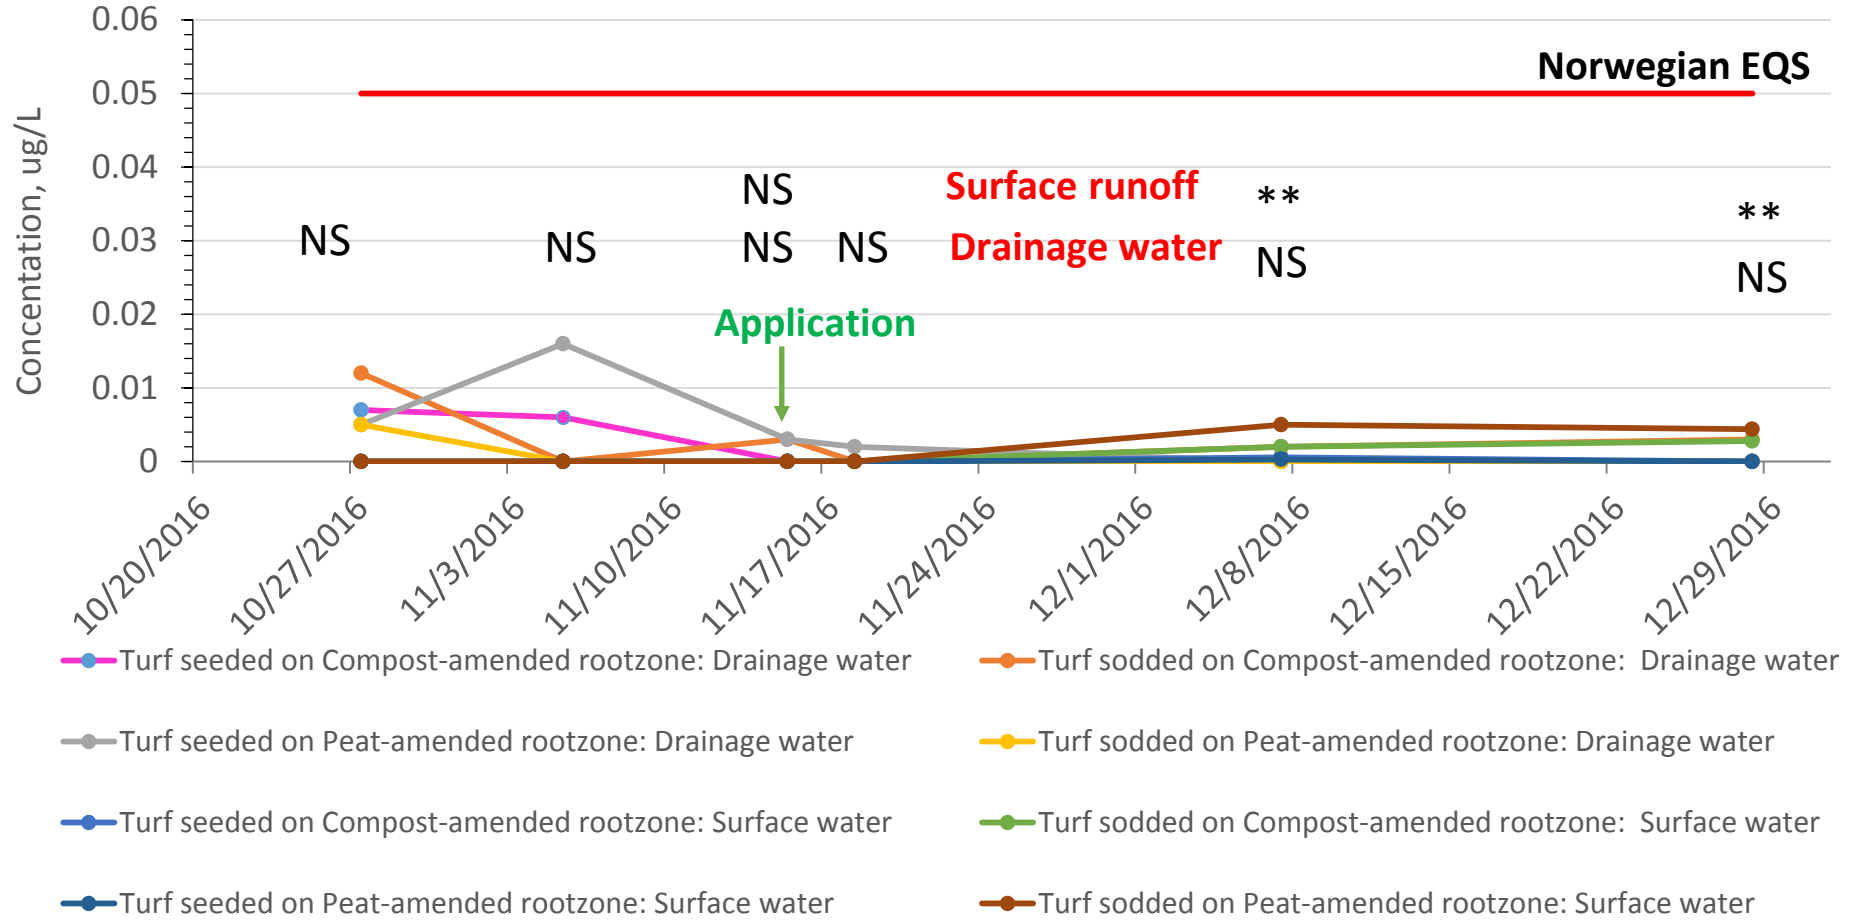 0.06
Norwegian EQS
0.05
0.04
NS Surface runoff **
**
0.03
NS NS NS NS Drainage water NS
NS
0.02
Application
0.01
0
Concentration, ug/L
10/20/2016 10/27/2016 11/3/2016 11/10/2016 11/17/2016 11/24/2016 12/1/2016 12/8/2016 12/15/2016 12/22/2016 12/29/2016
Turf seeded on Compost-amended rootzone: Drainage water
Turf sodded on Compost-amended rootzone: Drainage water
Turf seeded on Peat-amended rootzone: Drainage water
Turf sodded on Peat-amended rootzone: Drainage water
Turf seeded on Compost-amended rootzone: Surface water
Turf sodded on Compost-amended rootzone: Surface water
Turf seeded on Peat-amended rootzone: Surface water
Turf sodded on Peat-amended rootzone: Surface water